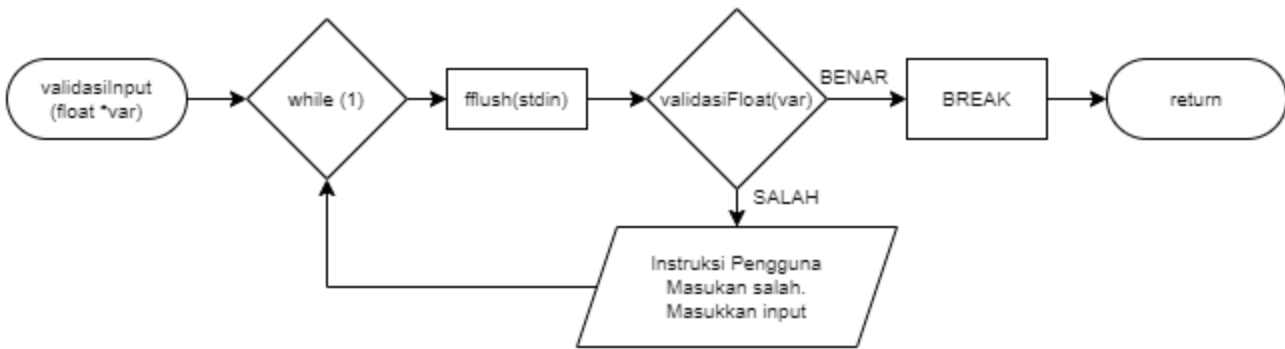 validasiInput
(float *var)
while (1)
fflush(stdin)
validasiFloat(var)
BENAR
BREAK
return
SALAH
Instruksi Pengguna
Masukan salah.
Masukkan input